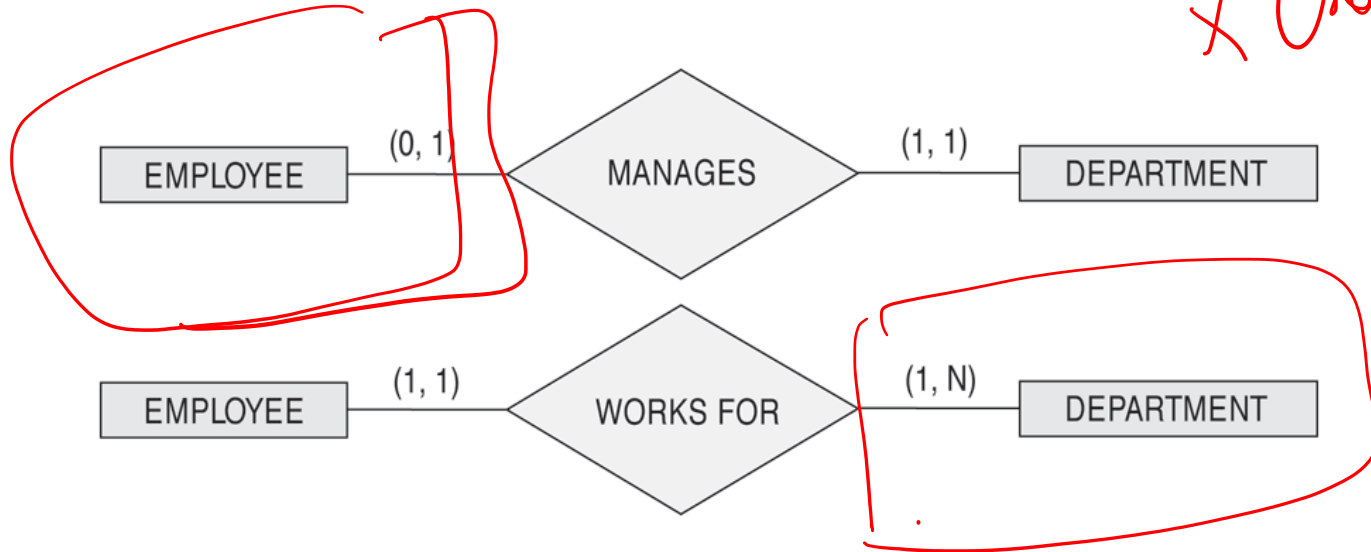 EMPLOYEE (0, 1) MANAGES (1, 1) DEPARTMENT
EMPLOYEE (1, 1) WORKS FOR (1, N) DEPARTMENT